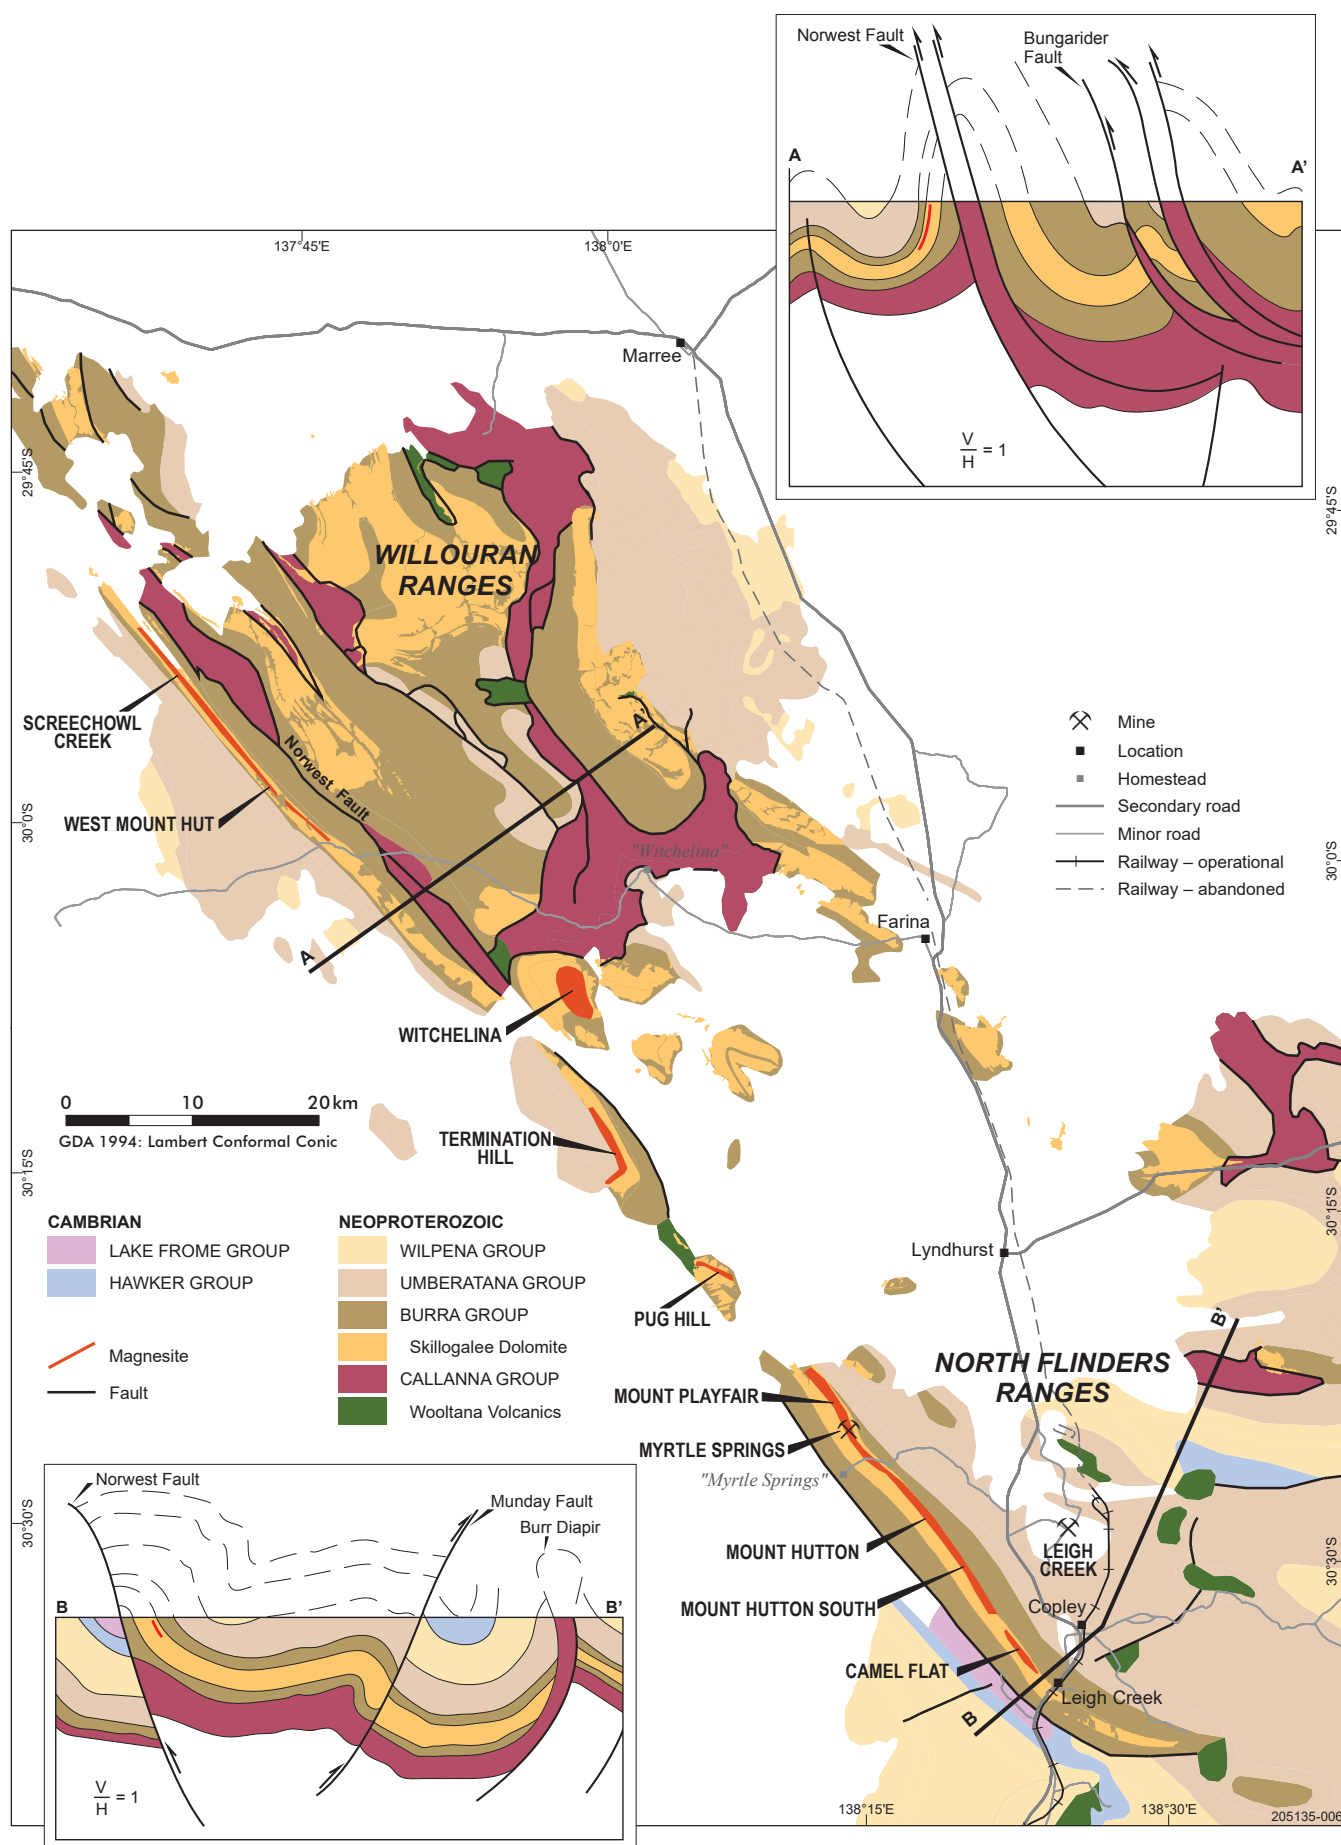 Norwest Fault
Bungarider
Fault
A
A'
V
H
= 1
137°45'E
138°0'E
29°45'S
29°45'S
Marree
WILLOURAN
RANGES
SCREECHOWL
CREEK
Norwest Fault
WEST MOUNT HUT
A'
A
30°0'S
30°0'S
"Witchelina"
Farina
WITCHELINA
Mine
Location
Homestead
Secondary road
Minor road
Railway – operational
Railway – abandoned
0
10
20 km
GDA 1994: Lambert Conformal Conic
TERMINATION
HILL
30°15'S
30°15'S
CAMBRIAN
LAKE FROME GROUP
HAWKER GROUP
Magnesite
Fault
NEOPROTEROZOIC
WILPENA GROUP
UMBERATANA GROUP
BURRA GROUP
Skillogalee Dolomite
CALLANNA GROUP
Wooltana Volcanics
Lyndhurst
PUG HILL
B'
NORTH FLINDERS
RANGES
MOUNT PLAYFAIR
MYRTLE SPRINGS
"Myrtle Springs"
MOUNT HUTTON
LEIGH
CREEK
MOUNT HUTTON SOUTH
Copley
CAMEL FLAT
Leigh Creek
B
30°30'S
30°30'S
Norwest Fault
Munday Fault
Burr Diapir
B
B'
V
H
= 1
138°15'E
138°30'E
205135-006